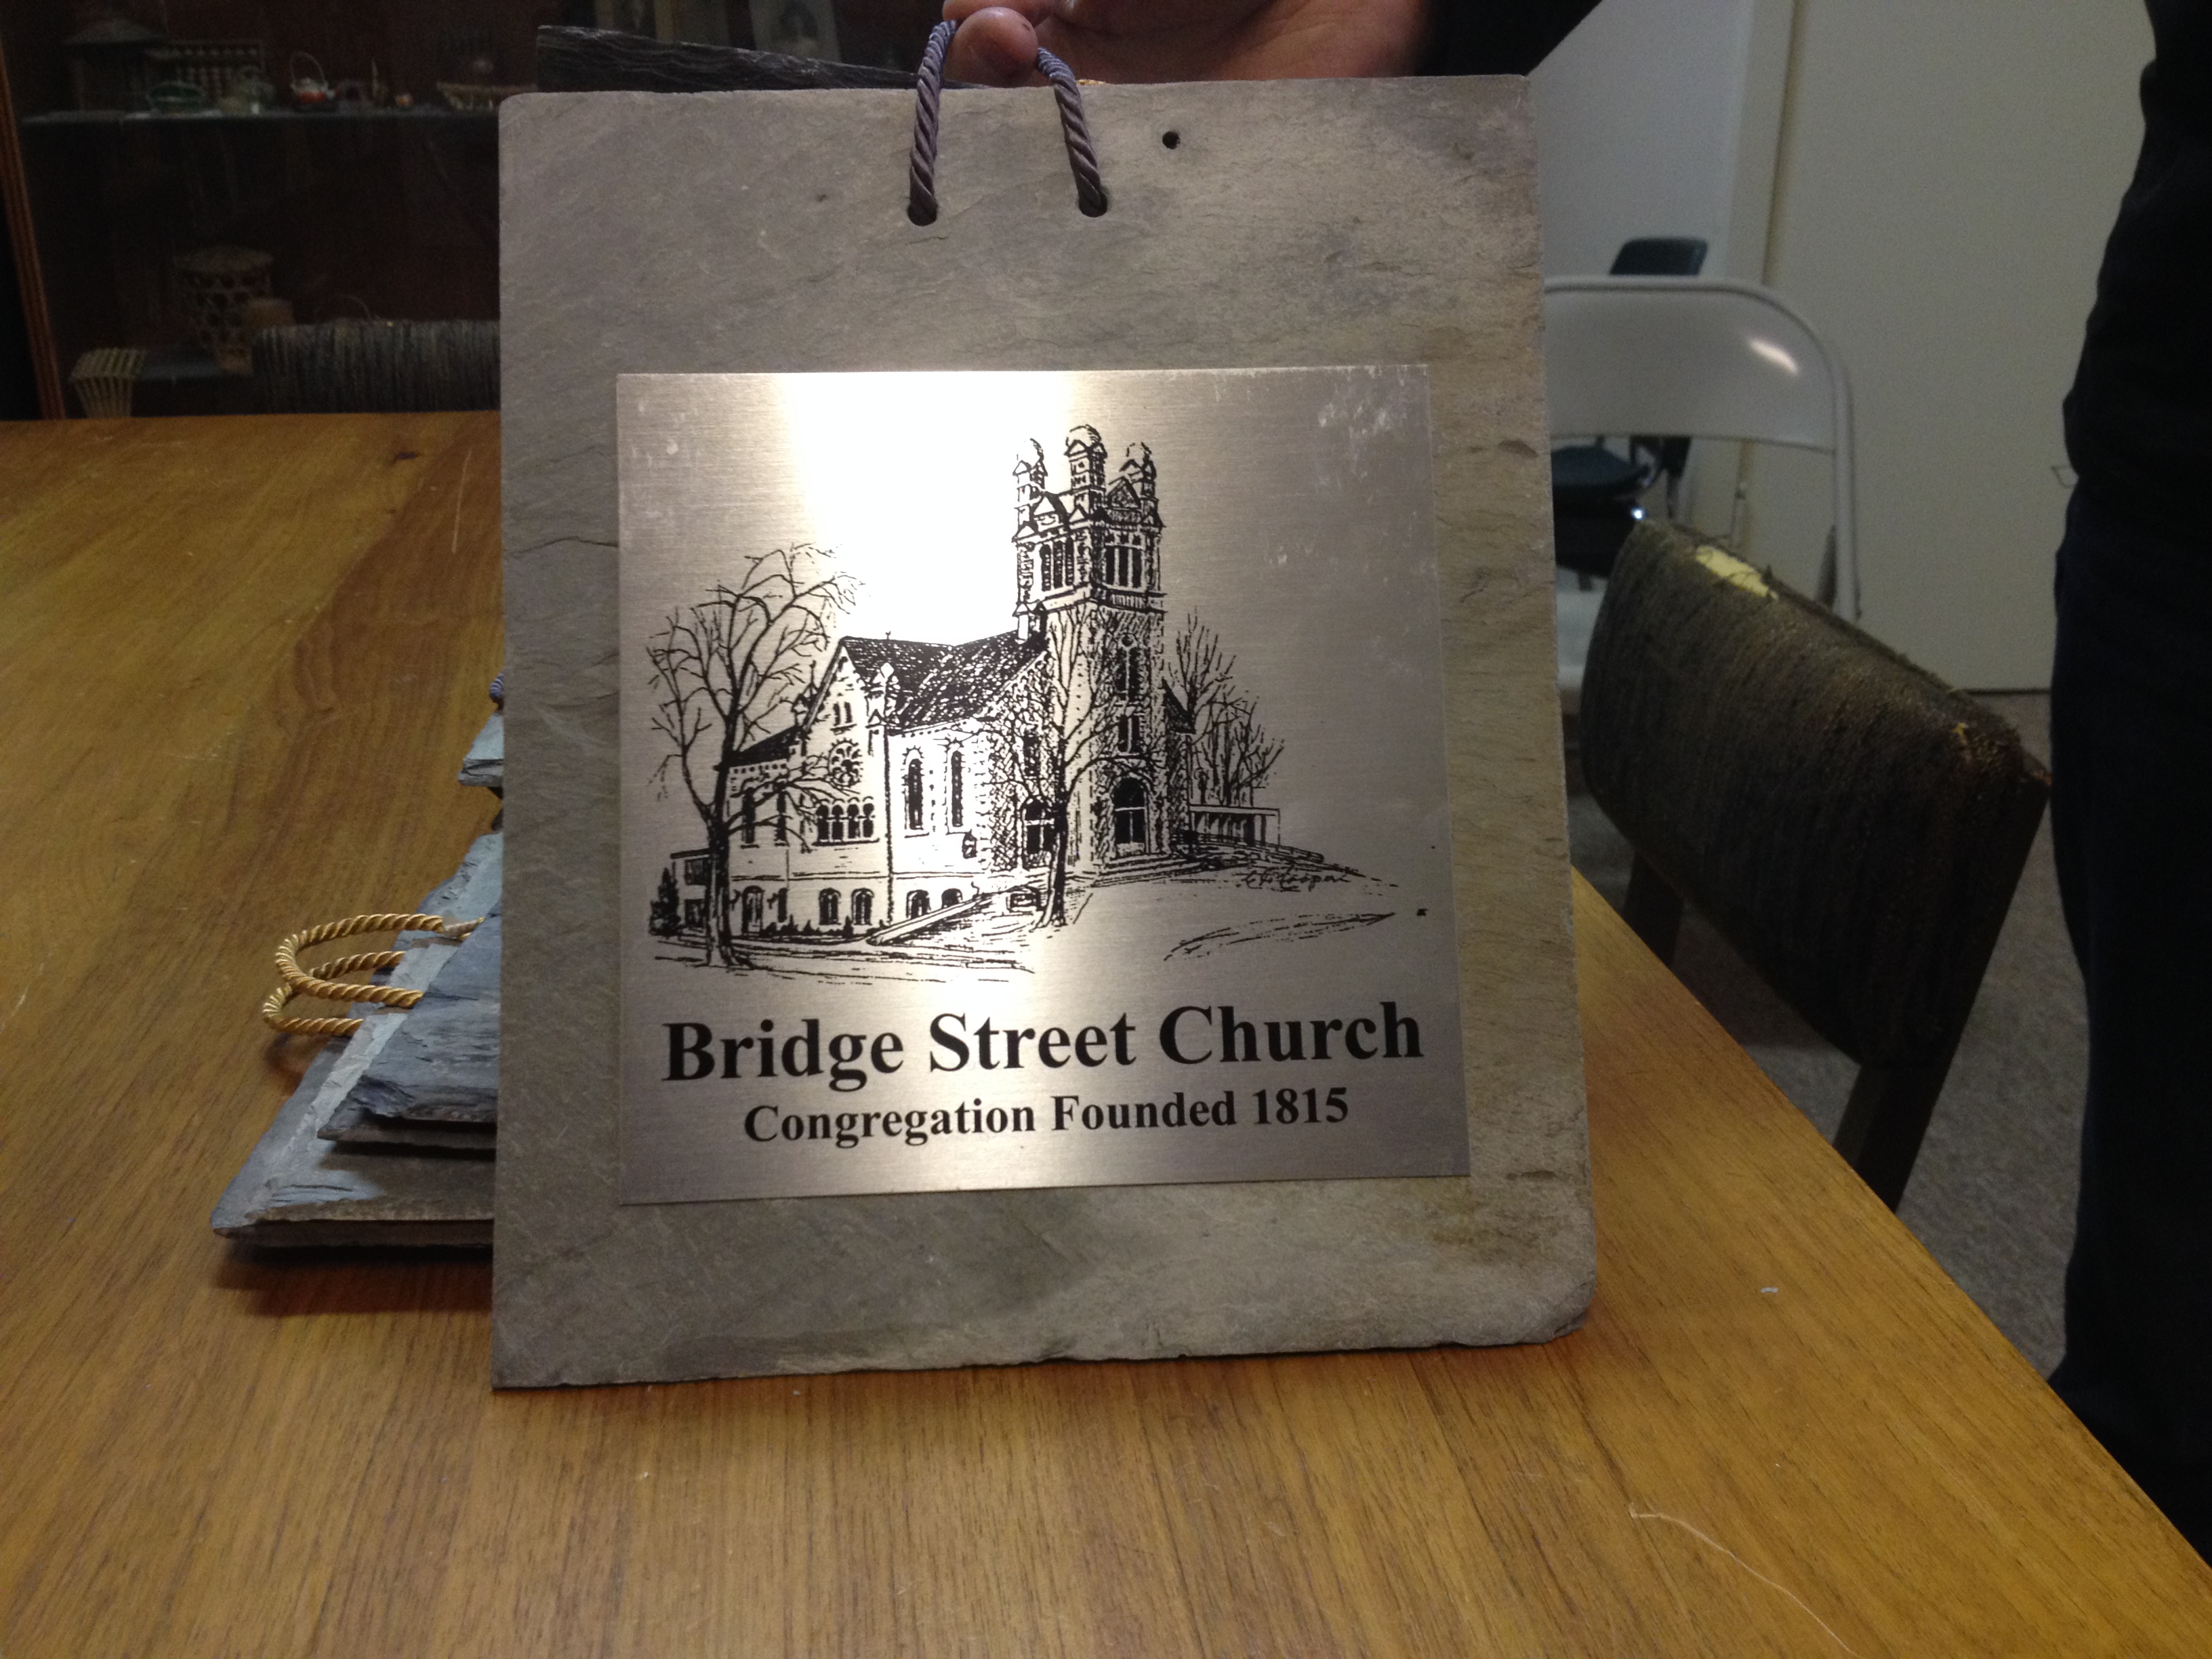 Bridge Street Church
Congregation Founded 1815